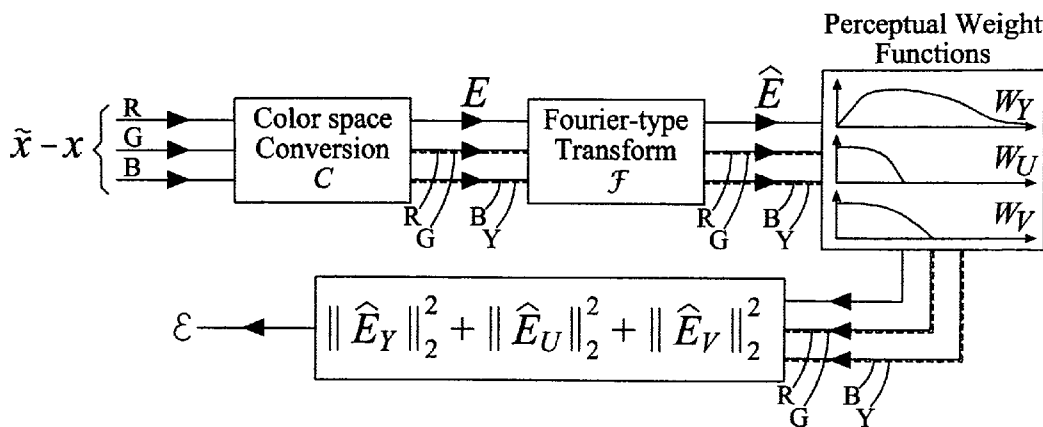 Perceptual Weight
Functions
x̃ - x { R G B
Color space
Conversion
C
E
R
G
B
Y
Fourier-type
Transform
ℱ
Ê
R
G
B
Y
W_Y
W_U
W_V
ε
‖ Ê_Y ‖₂² + ‖ Ê_U ‖₂² + ‖ Ê_V ‖₂²
R
G
B
Y